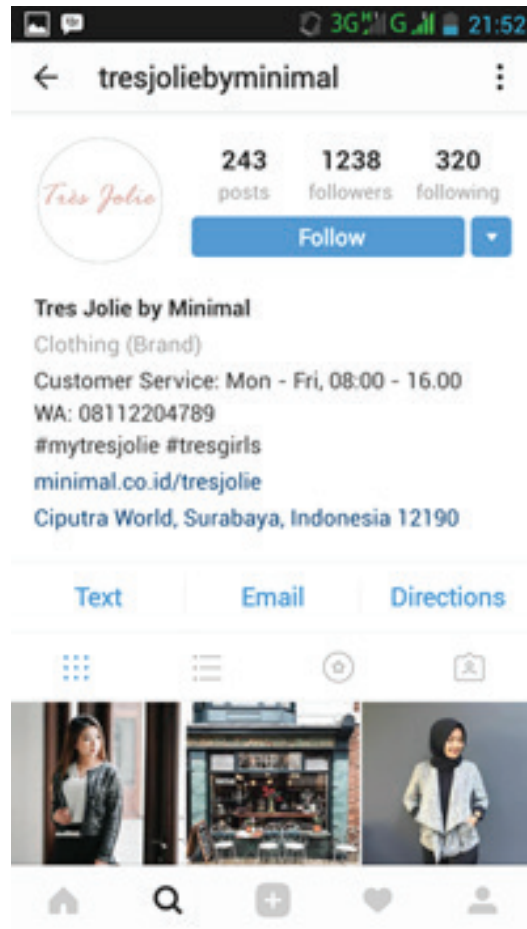 3G H G 21:52
tresjoliebyminimal
Très Jolie
243 1238 320
posts followers following
Follow
Tres Jolie by Minimal
Clothing (Brand)
Customer Service: Mon - Fri, 08:00 - 16.00
WA: 08112204789
#mytresjolie #tresgirls
minimal.co.id/tresjolie
Ciputra World, Surabaya, Indonesia 12190
Text Email Directions